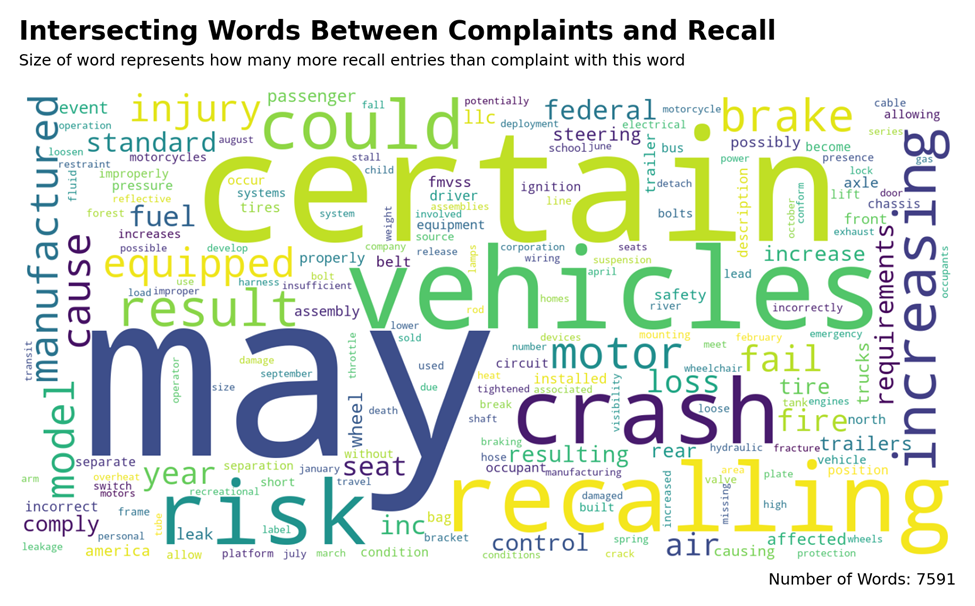 Intersecting Words Between Complaints and Recall
Size of word represents how many more recall entries than complaint with this word
manufactured
event
injury
passenger
could
fall
potentially
llc
deployment
federal
motorcycle
electrical
brake
cable
allowing
series
operation
loosen
restraint
standard
august
motorcycles
steering
school
june
trailer
bus
possibly
become
presence
gas
increasing
certain
stall
child
improperly
pressure
reflective
fluid
occur
systems
tires
system
weight
fmvss
driver
assemblies
involved
equipment
source
ignition
line
detach
bolts
power
description
october
conform
lock
axle
lift
door
chassis
front
exhaust
forest
fuel
increases
possible
develop
equipped
use
harness
properly
bolt
insufficient
company
belt
release
lamps
corporation
wiring
seats
suspension
april
lead
increase
requirements
occupants
cause
load
improper
result
assembly
vehicles
rod
homes
safety
river
incorrectly
lower
sold
may
transit
model
operator
damage
september
size
throttle
wheel
death
used
due
heat
tightened
break
shaft
number
devices
circuit
motor
installed
associated
mounting
meet
february
wheelchair
visibility
loss
loose
crash
emergency
fail
trucks
tire
tank
engines
fire
north
trailers
vehicle
braking
hose
resulting
occupant
manufacturing
rear
hydraulic
fracture
separate
arm
overheat
switch
motors
year
separation
january
without
seat
travel
short
recreational
risk
incorrect
comply
frame
personal
tube
leak
label
inc
bag
bracket
recalling
damaged
built
increased
area
valve
missing
plate
high
position
leakage
america
allow
platform
july
march
condition
conditions
control
spring
crack
air
causing
affected
wheels
protection
Number of Words: 7591